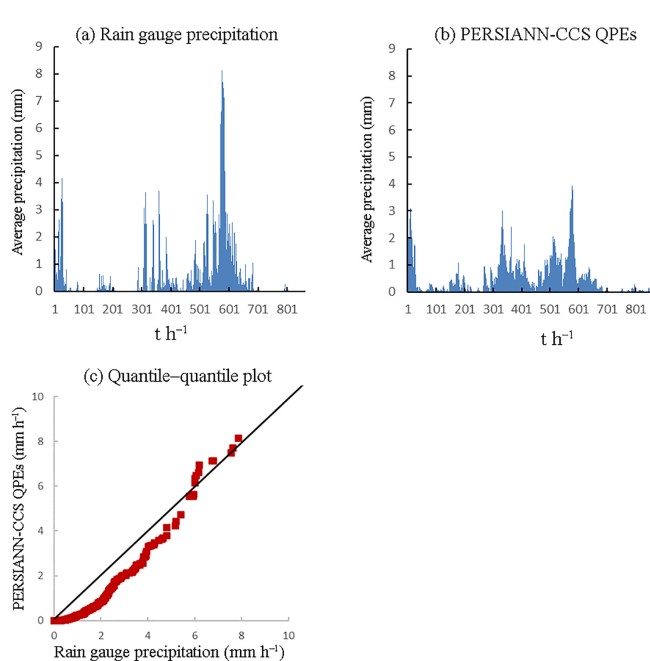 (a) Rain gauge precipitation
Average precipitation (mm)
9
8
7
6
5
4
3
2
1
0
1 101 201 301 401 501 601 701 801
t h⁻¹
(b) PERSIANN-CCS QPEs
Average precipitation (mm)
9
8
7
6
5
4
3
2
1
0
1 101 201 301 401 501 601 701 801
t h⁻¹
(c) Quantile–quantile plot
PERSIANN-CCS QPEs (mm h⁻¹)
10
8
6
4
2
0
0 2 4 6 8 10
Rain gauge precipitation (mm h⁻¹)